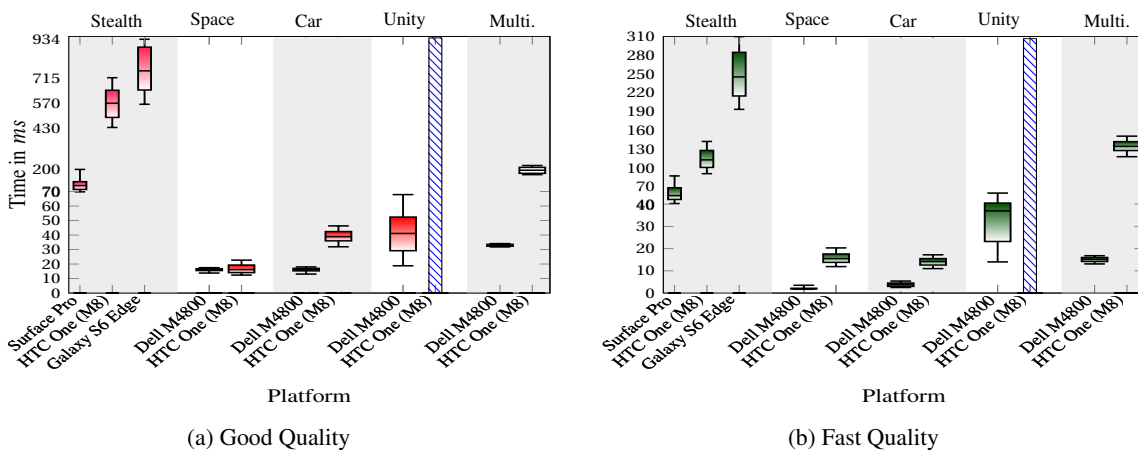 Stealth Space Car Unity Multi.
934
715
570
430
200
70
60
50
40
30
20
10
0
Time in ms
Surface Pro
HTC One (M8)
Galaxy S6 Edge
Dell M4800
HTC One (M8)
Dell M4800
HTC One (M8)
Dell M4800
HTC One (M8)
Dell M4800
HTC One (M8)
Platform
(a) Good Quality
Stealth Space Car Unity Multi.
310
280
250
220
190
160
130
100
70
40
30
20
10
0
Surface Pro
HTC One (M8)
Galaxy S6 Edge
Dell M4800
HTC One (M8)
Dell M4800
HTC One (M8)
Dell M4800
HTC One (M8)
Dell M4800
HTC One (M8)
Platform
(b) Fast Quality